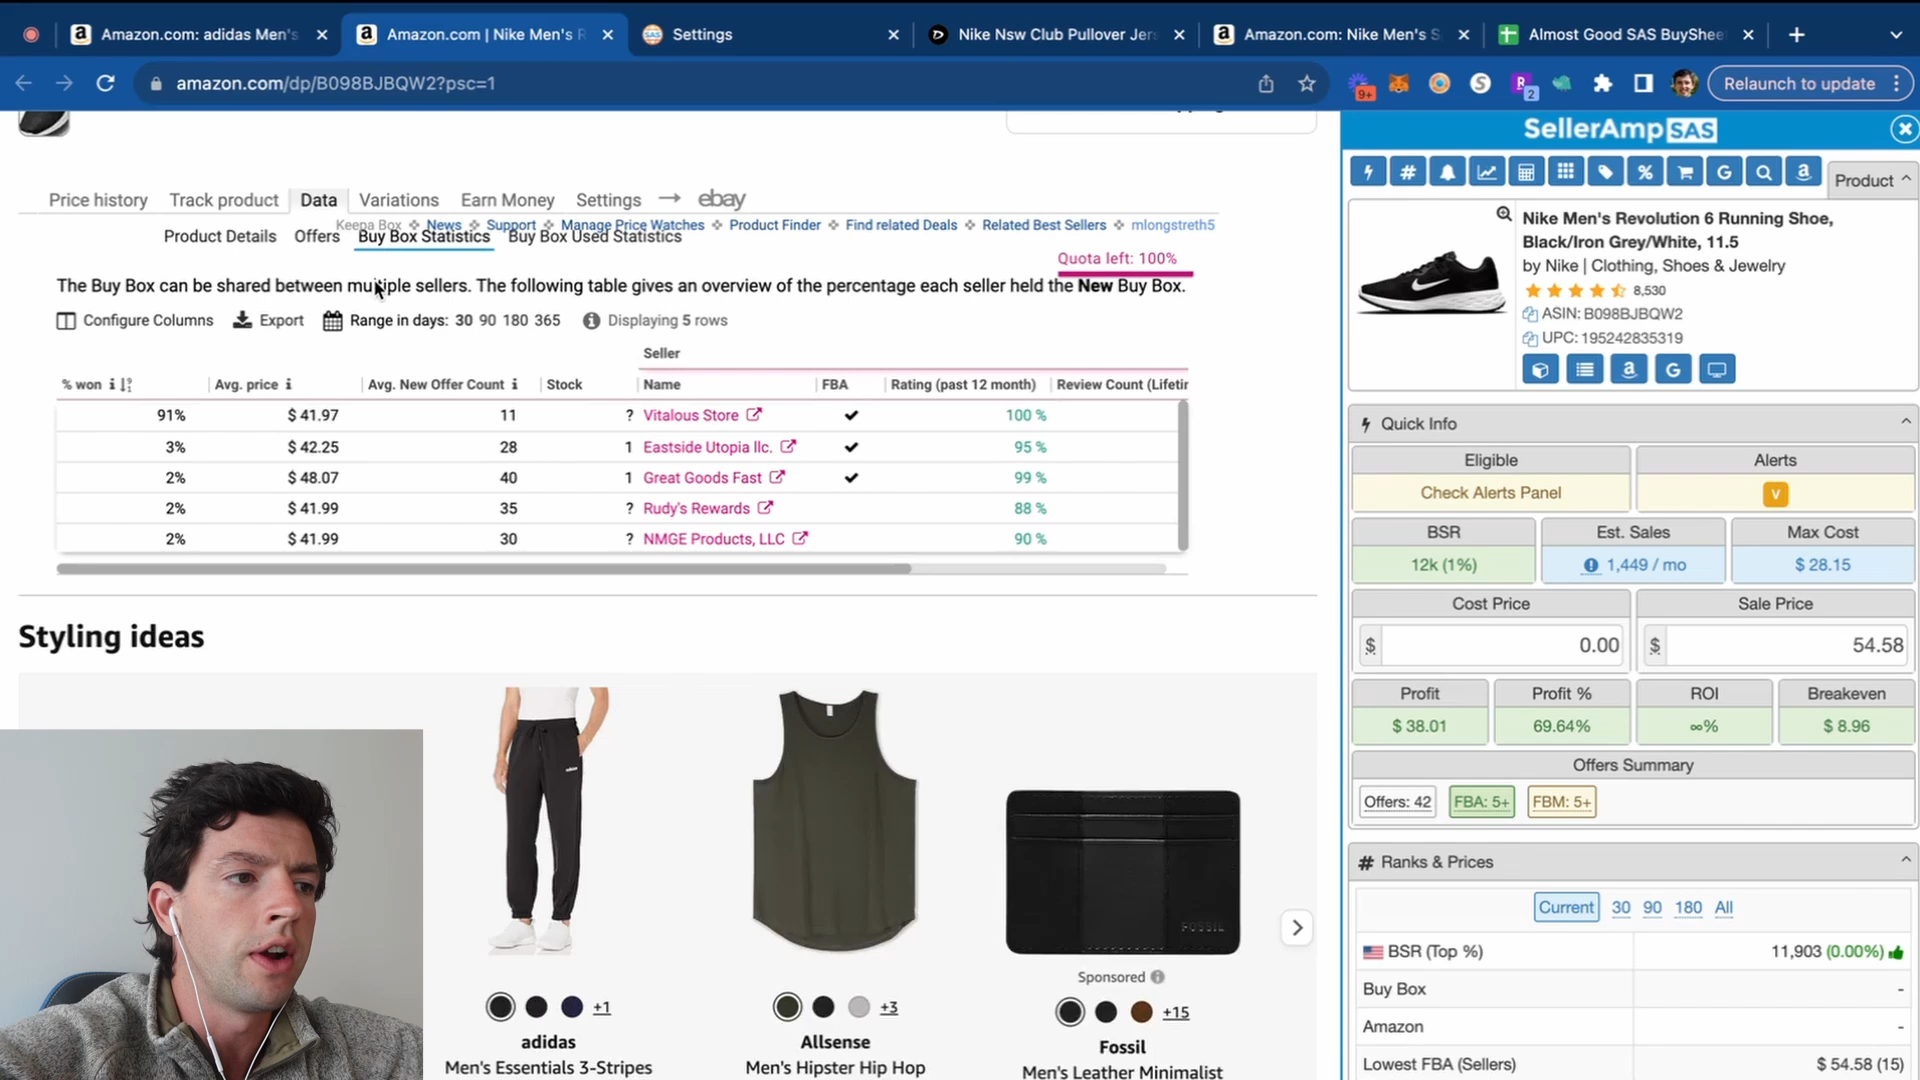 Amazon.com: adidas Men's
Amazon.com | Nike Men's R
Settings
Nike Nsw Club Pullover Jers
Amazon.com: Nike Men's S
Almost Good SAS BuyShee
amazon.com/dp/B098BJBQW2?psc=1
9+
2
Relaunch to update
SellerAmp SAS
Product
Price history
Track product
Data
Variations
Earn Money
Settings
ebay
Keepa Box
News
Support
Manage Price Watches
Product Finder
Find related Deals
Related Best Sellers
mlongstreth5
Product Details
Offers
Buy Box Statistics
Buy Box Used Statistics
Quota left: 100%
The Buy Box can be shared between multiple sellers. The following table gives an overview of the percentage each seller held the New Buy Box.
Configure Columns
Export
Range in days: 30 90 180 365
Displaying 5 rows
Seller
% won
Avg. price
Avg. New Offer Count
Stock
Name
FBA
Rating (past 12 month)
Review Count (Lifetir
91% $ 41.97 11 ? Vitalous Store 100 %
3% $ 42.25 28 1 Eastside Utopia llc. 95 %
2% $ 48.07 40 1 Great Goods Fast 99 %
2% $ 41.99 35 ? Rudy's Rewards 88 %
2% $ 41.99 30 ? NMGE Products, LLC 90 %
Styling ideas
FOSSIL
Sponsored
+1
+3
+15
adidas
Men's Essentials 3-Stripes
Allsense
Men's Hipster Hip Hop
Fossil
Men's Leather Minimalist
Nike Men's Revolution 6 Running Shoe,
Black/Iron Grey/White, 11.5
by Nike | Clothing, Shoes & Jewelry
8,530
ASIN: B098BJBQW2
UPC: 195242835319
Quick Info
Eligible
Alerts
Check Alerts Panel
V
BSR
Est. Sales
Max Cost
12k (1%)
1,449 / mo
$ 28.15
Cost Price
Sale Price
$ 0.00
$ 54.58
Profit
Profit %
ROI
Breakeven
$ 38.01
69.64%
∞%
$ 8.96
Offers Summary
Offers: 42
FBA: 5+
FBM: 5+
# Ranks & Prices
Current 30 90 180 All
BSR (Top %) 11,903 (0.00%)
Buy Box -
Amazon -
Lowest FBA (Sellers) $ 54.58 (15)